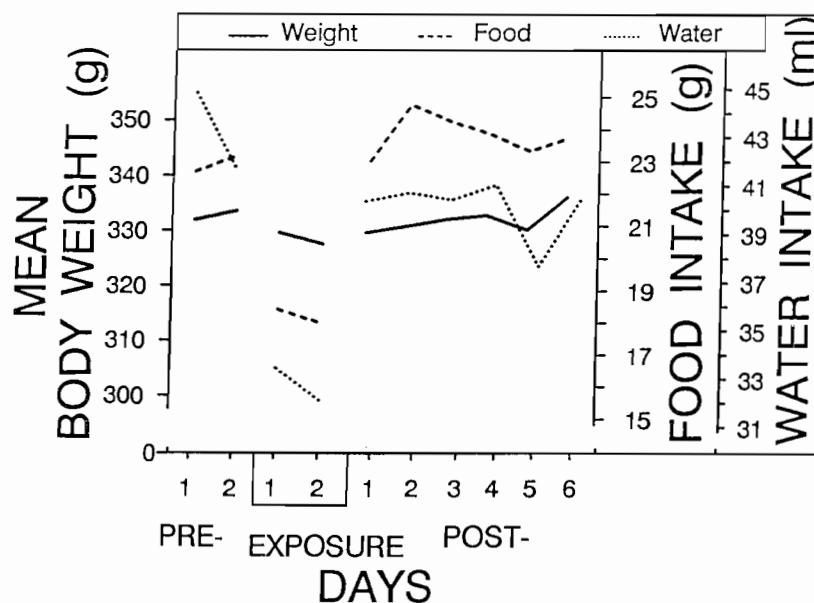 Weight Food Water
MEAN
BODY WEIGHT (g)
350
340
330
320
310
300
0
25
23
21
19
17
15
FOOD INTAKE (g)
45
43
41
39
37
35
33
31
WATER INTAKE (ml)
1 2 1 2 1 2 3 4 5 6
PRE- EXPOSURE POST-
DAYS